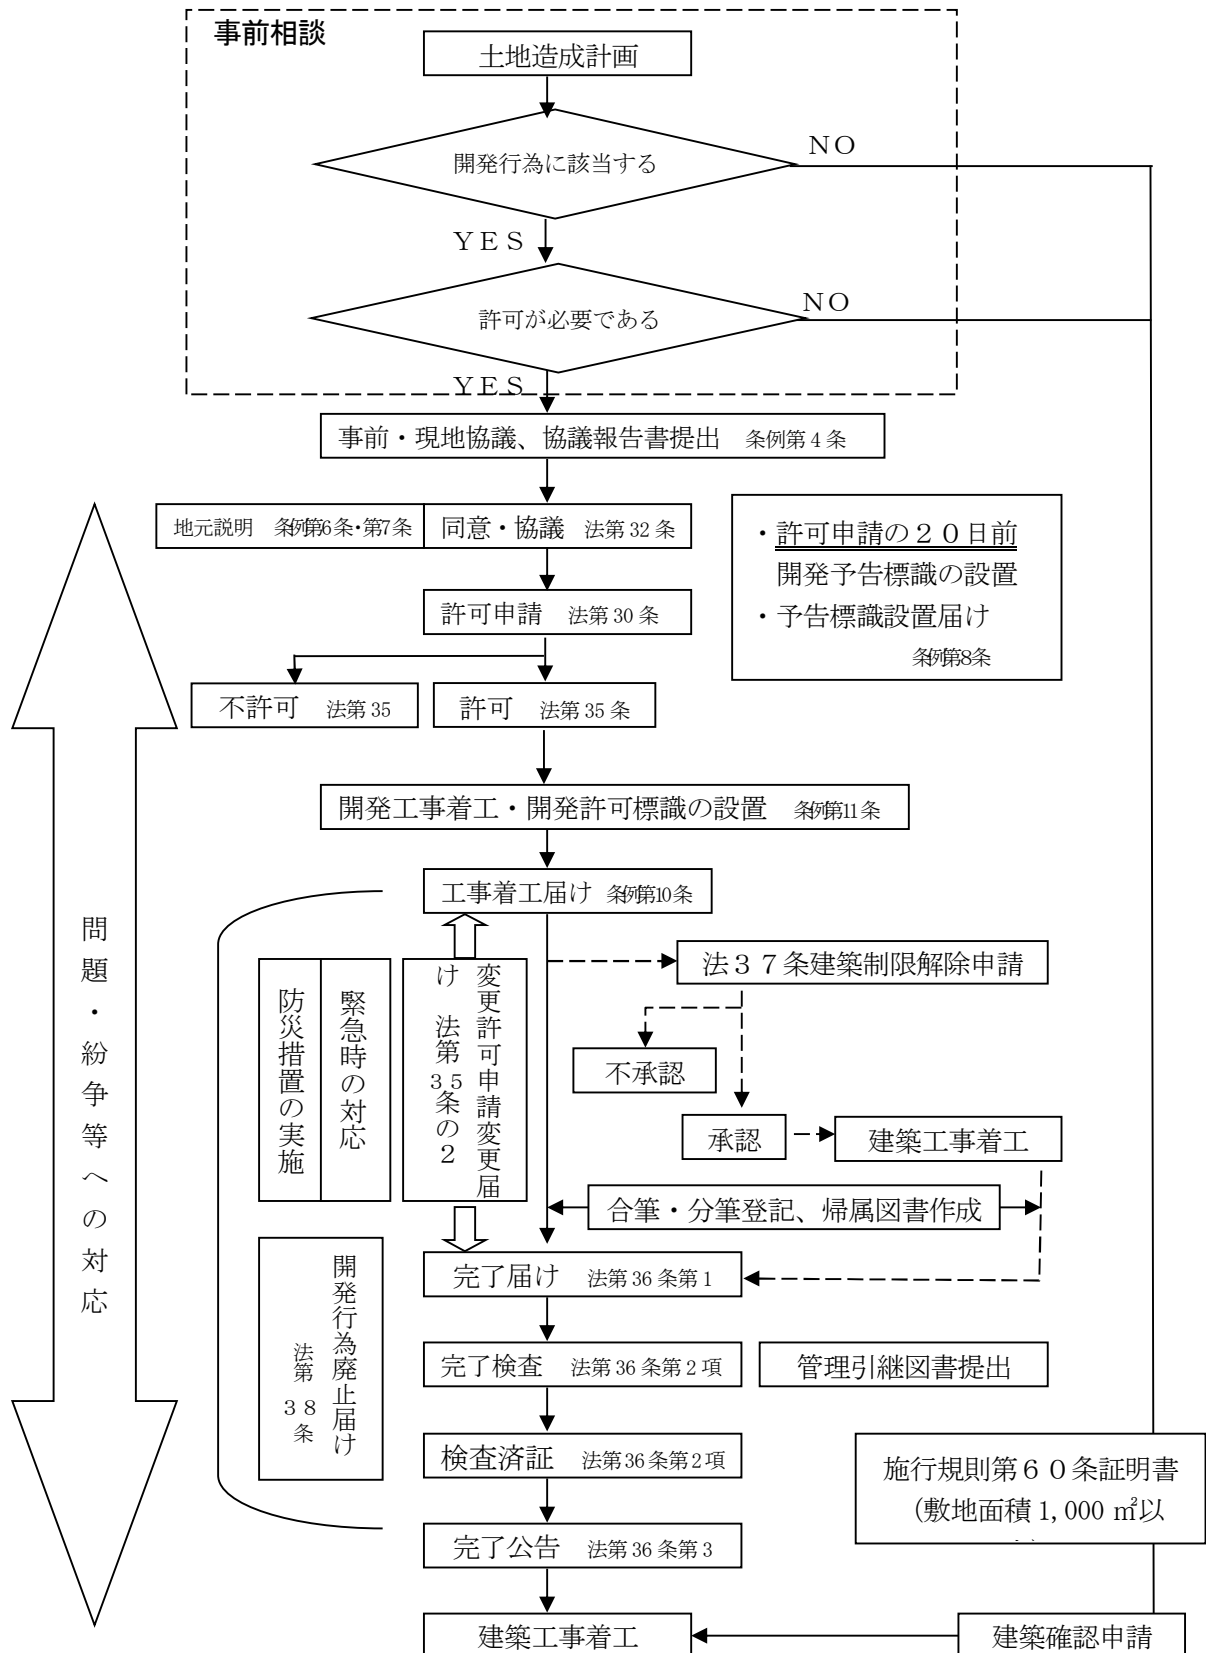 事前相談
土地造成計画
開発行為に該当する
NO
YES
許可が必要である
NO
YES
事前・現地協議、協議報告書提出 条例第4条
地元説明 条例第6条・第7条
同意・協議 法第32条
・許可申請の20日前
開発予告標識の設置
・予告標識設置届け
条例第8条
許可申請 法第30条
不許可 法第35
許可 法第35条
開発工事着工・開発許可標識の設置 条例第11条
工事着工届け 条例第10条
問題・紛争等への対応
防災措置の実施
緊急時の対応
変更許可申請変更届
け 法第35条の2
法37条建築制限解除申請
不承認
承認
建築工事着工
合筆・分筆登記、帰属図書作成
完了届け 法第36条第1
開発行為廃止届け
法第38条
完了検査 法第36条第2項
管理引継図書提出
検査済証 法第36条第2項
施行規則第60条証明書
(敷地面積1,000㎡以
完了公告 法第36条第3
建築工事着工
建築確認申請